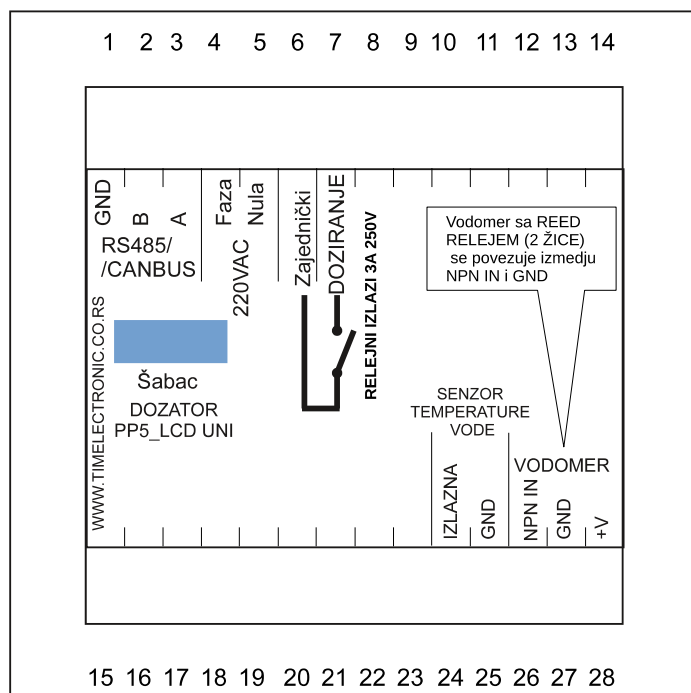 1 2 3 4 5 6 7 8 9 10 11 12 13 14
GND
B
A
RS485/
/CANBUS
Faza
Nula
220VAC
Zajednički
DOZIRANJE
RELEJNI IZLAZI 3A 250V
Vodomer sa REED
RELEJEM (2 ŽICE)
se povezuje izmedju
NPN IN i GND
WWW.TIMELECTRONIC.CO.RS
Šabac
DOZATOR
PP5_LCD UNI
SENZOR
TEMPERATURE
VODE
IZLAZNA
GND
VODOMER
NPN IN
GND
+V
15 16 17 18 19 20 21 22 23 24 25 26 27 28